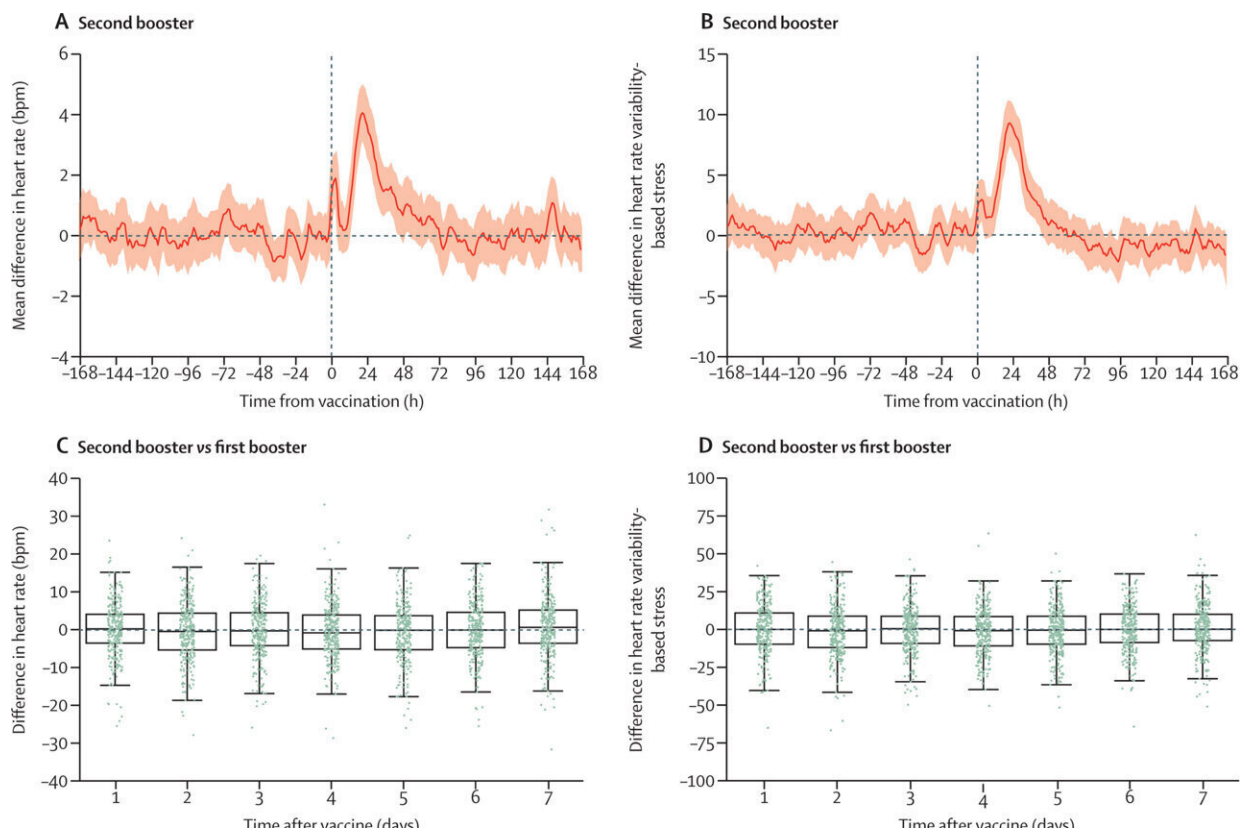 A Second booster
Mean difference in heart rate (bpm)
6
4
2
0
−2
−4
−168 −144 −120 −96 −72 −48 −24 0 24 48 72 96 120 144 168
Time from vaccination (h)
B Second booster
Mean difference in heart rate variability-
based stress
15
10
5
0
−5
−10
−168 −144 −120 −96 −72 −48 −24 0 24 48 72 96 120 144 168
Time from vaccination (h)
C Second booster vs first booster
Difference in heart rate (bpm)
40
30
20
10
0
−10
−20
−30
−40
1 2 3 4 5 6 7
Time after vaccine (days)
D Second booster vs first booster
Difference in heart rate variability-
based stress
100
75
50
25
0
−25
−50
−75
−100
1 2 3 4 5 6 7
Time after vaccine (days)